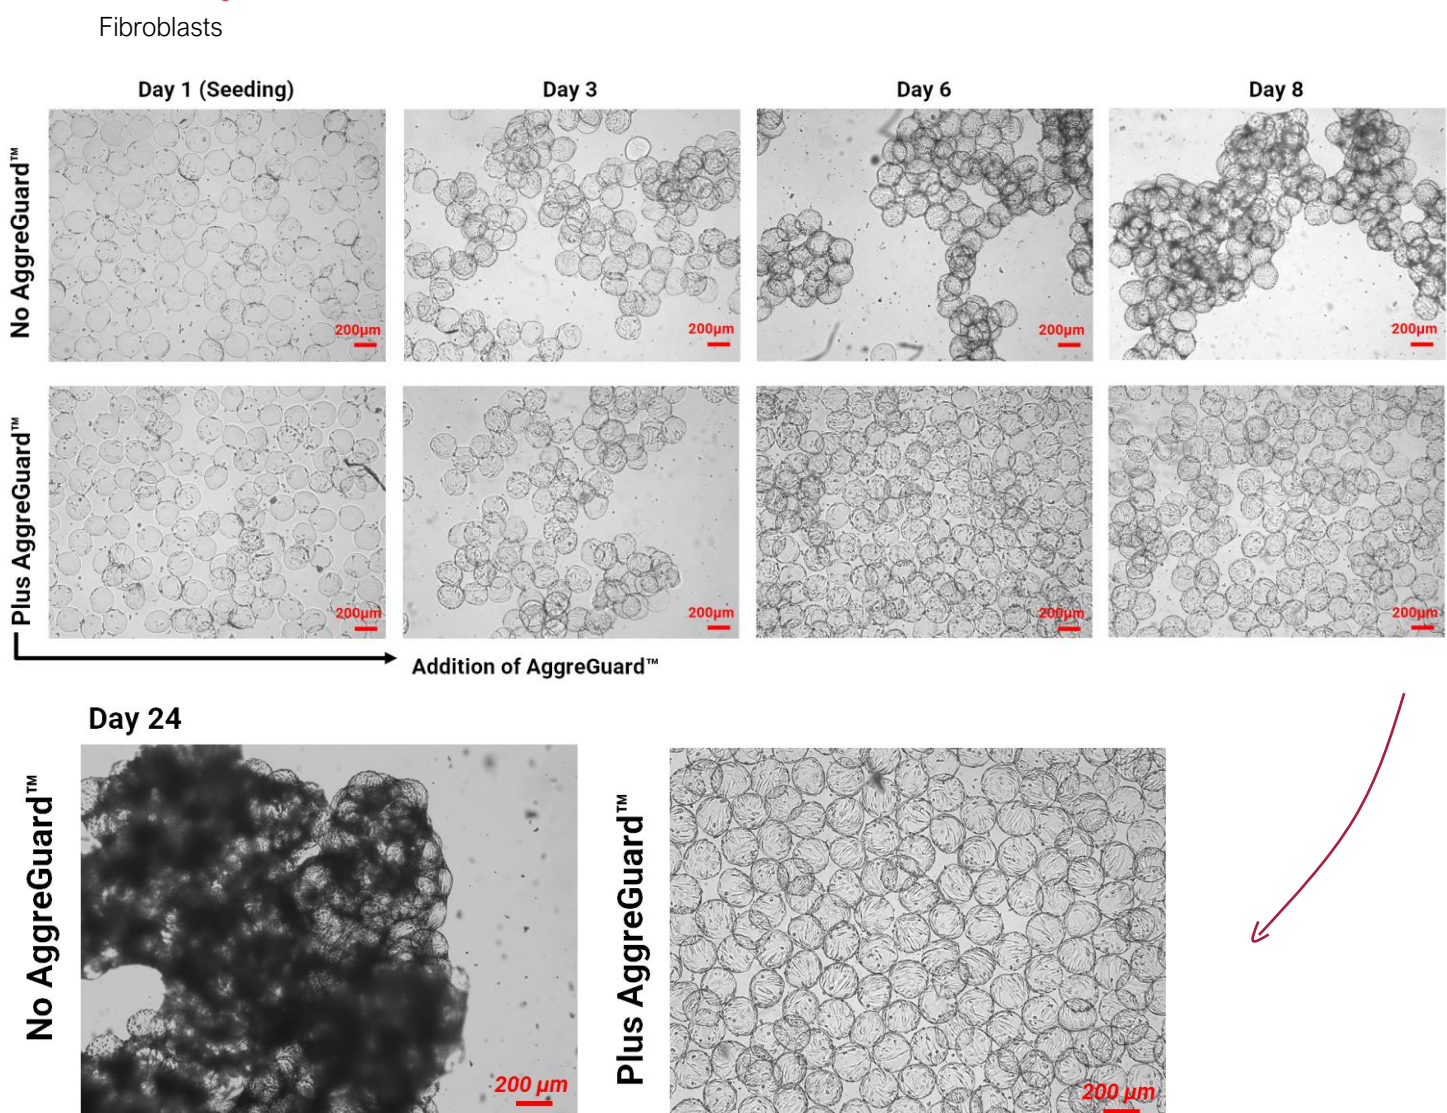 Fibroblasts
Day 1 (Seeding)
Day 3
Day 6
Day 8
No AggreGuard™
200µm
200µm
200µm
200µm
Plus AggreGuard™
200µm
200µm
200µm
200µm
Addition of AggreGuard™
Day 24
No AggreGuard™
200 µm
Plus AggreGuard™
200 µm